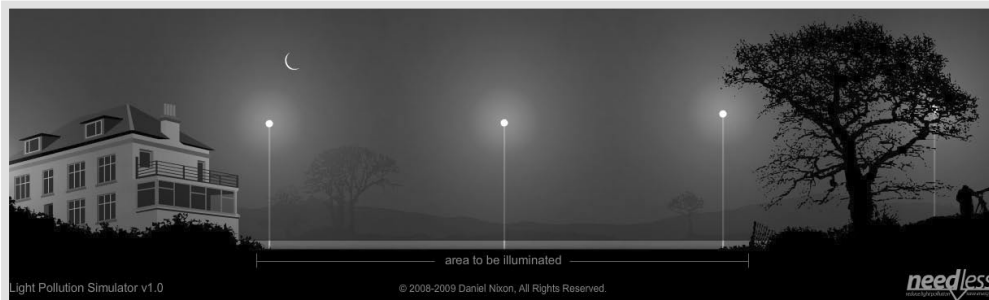 area to be illuminated
Light Pollution Simulator v1.0
© 2008-2009 Daniel Nixon, All Rights Reserved.
needless